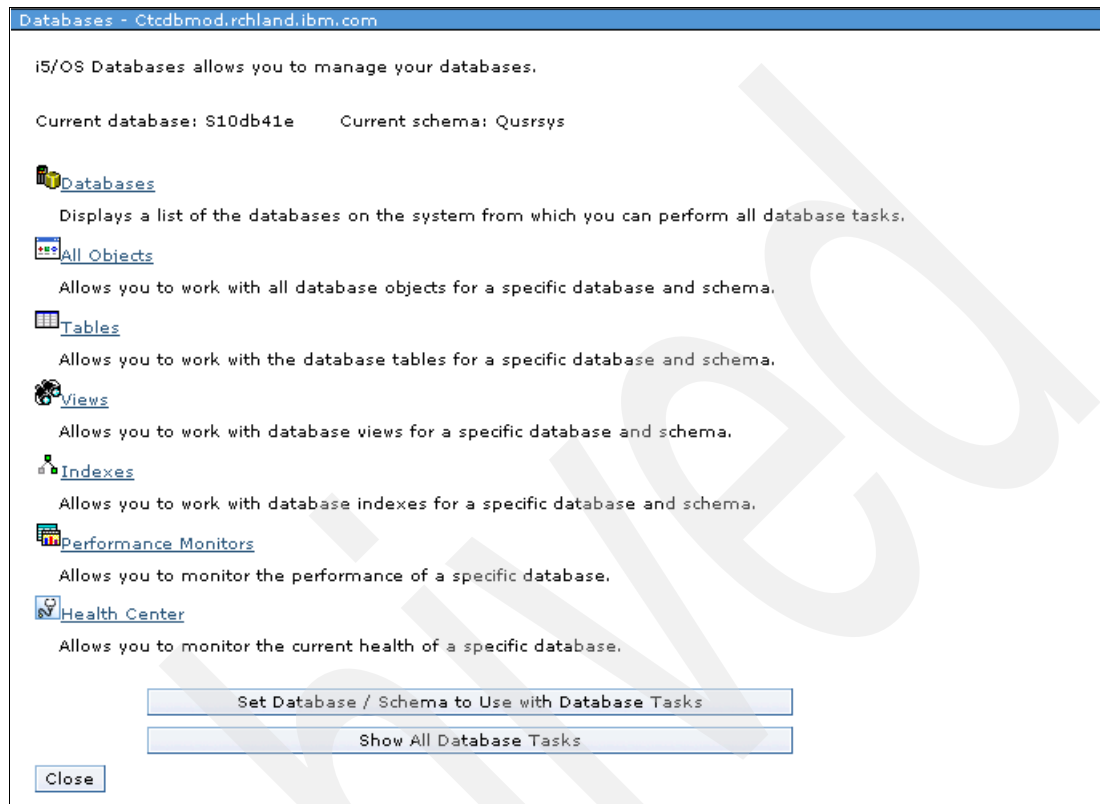 Databases - Ctcdbmod.rchland.ibm.com
i5/OS Databases allows you to manage your databases.
Current database: S10db41e Current schema: Qusrsys
Databases
Displays a list of the databases on the system from which you can perform all database tasks.
All Objects
Allows you to work with all database objects for a specific database and schema.
Tables
Allows you to work with the database tables for a specific database and schema.
Views
Allows you to work with database views for a specific database and schema.
Indexes
Allows you to work with database indexes for a specific database and schema.
Performance Monitors
Allows you to monitor the performance of a specific database.
Health Center
Allows you to monitor the current health of a specific database.
Set Database / Schema to Use with Database Tasks
Show All Database Tasks
Close
hived